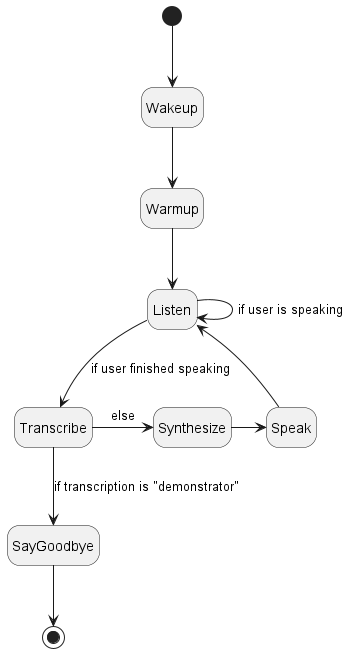 Wakeup
Warmup
Listen
if user is speaking
if user finished speaking
Transcribe
else
Synthesize
Speak
if transcription is "demonstrator"
SayGoodbye